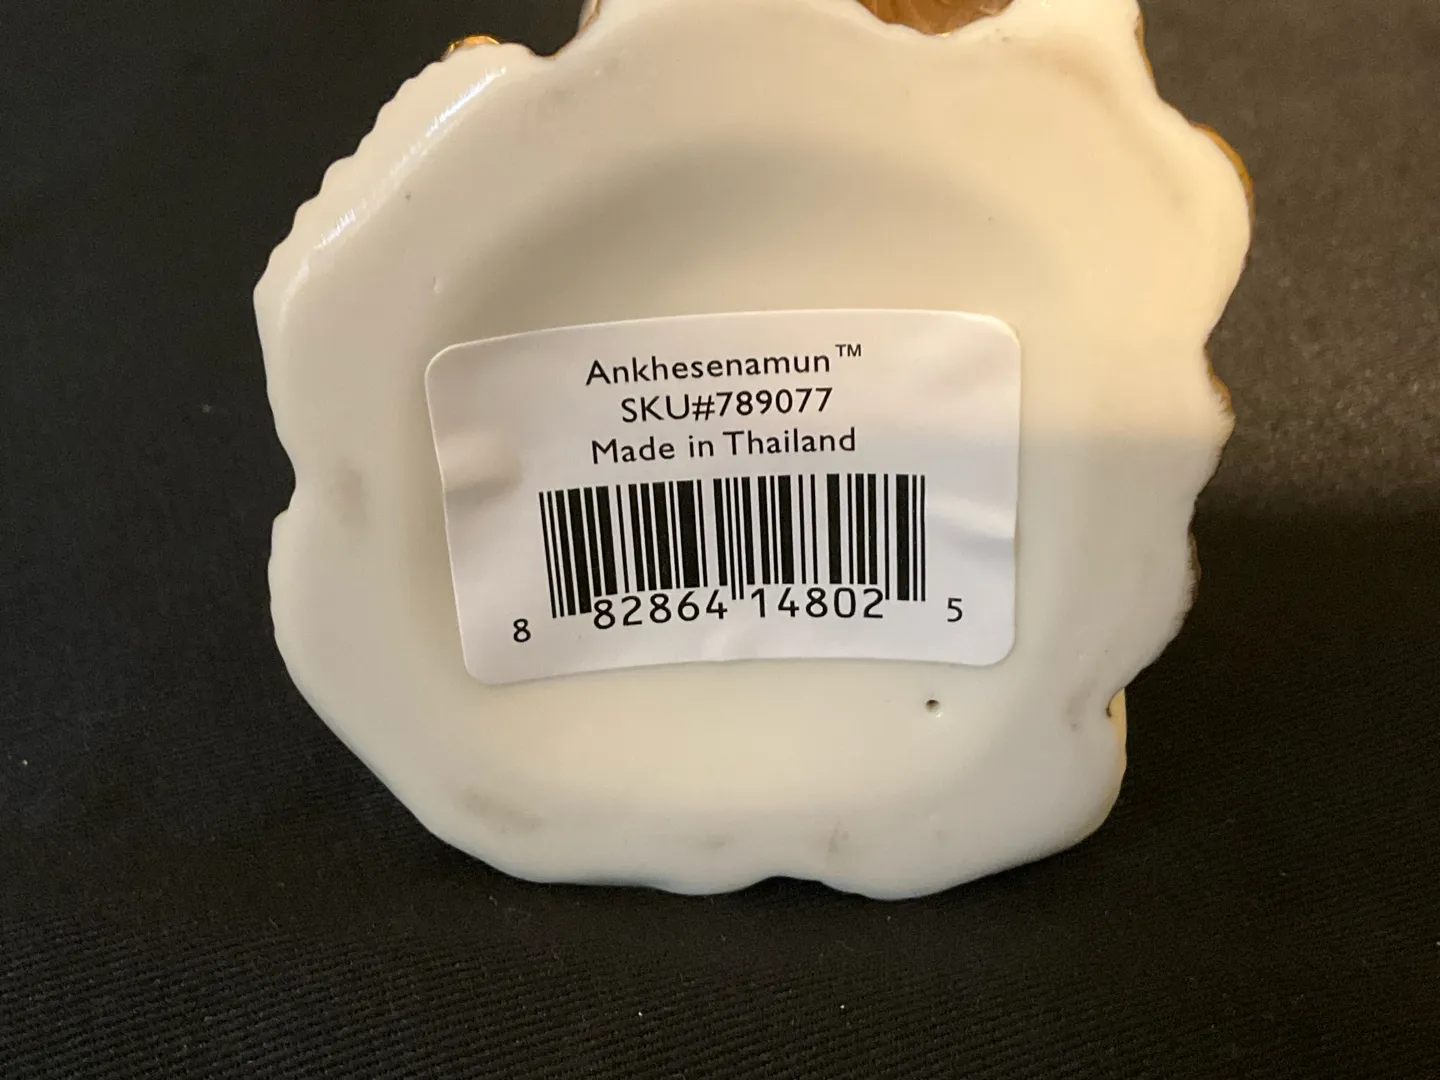 Ankhesenamun™
SKU#789077
Made in Thailand
8 82864 14802 5